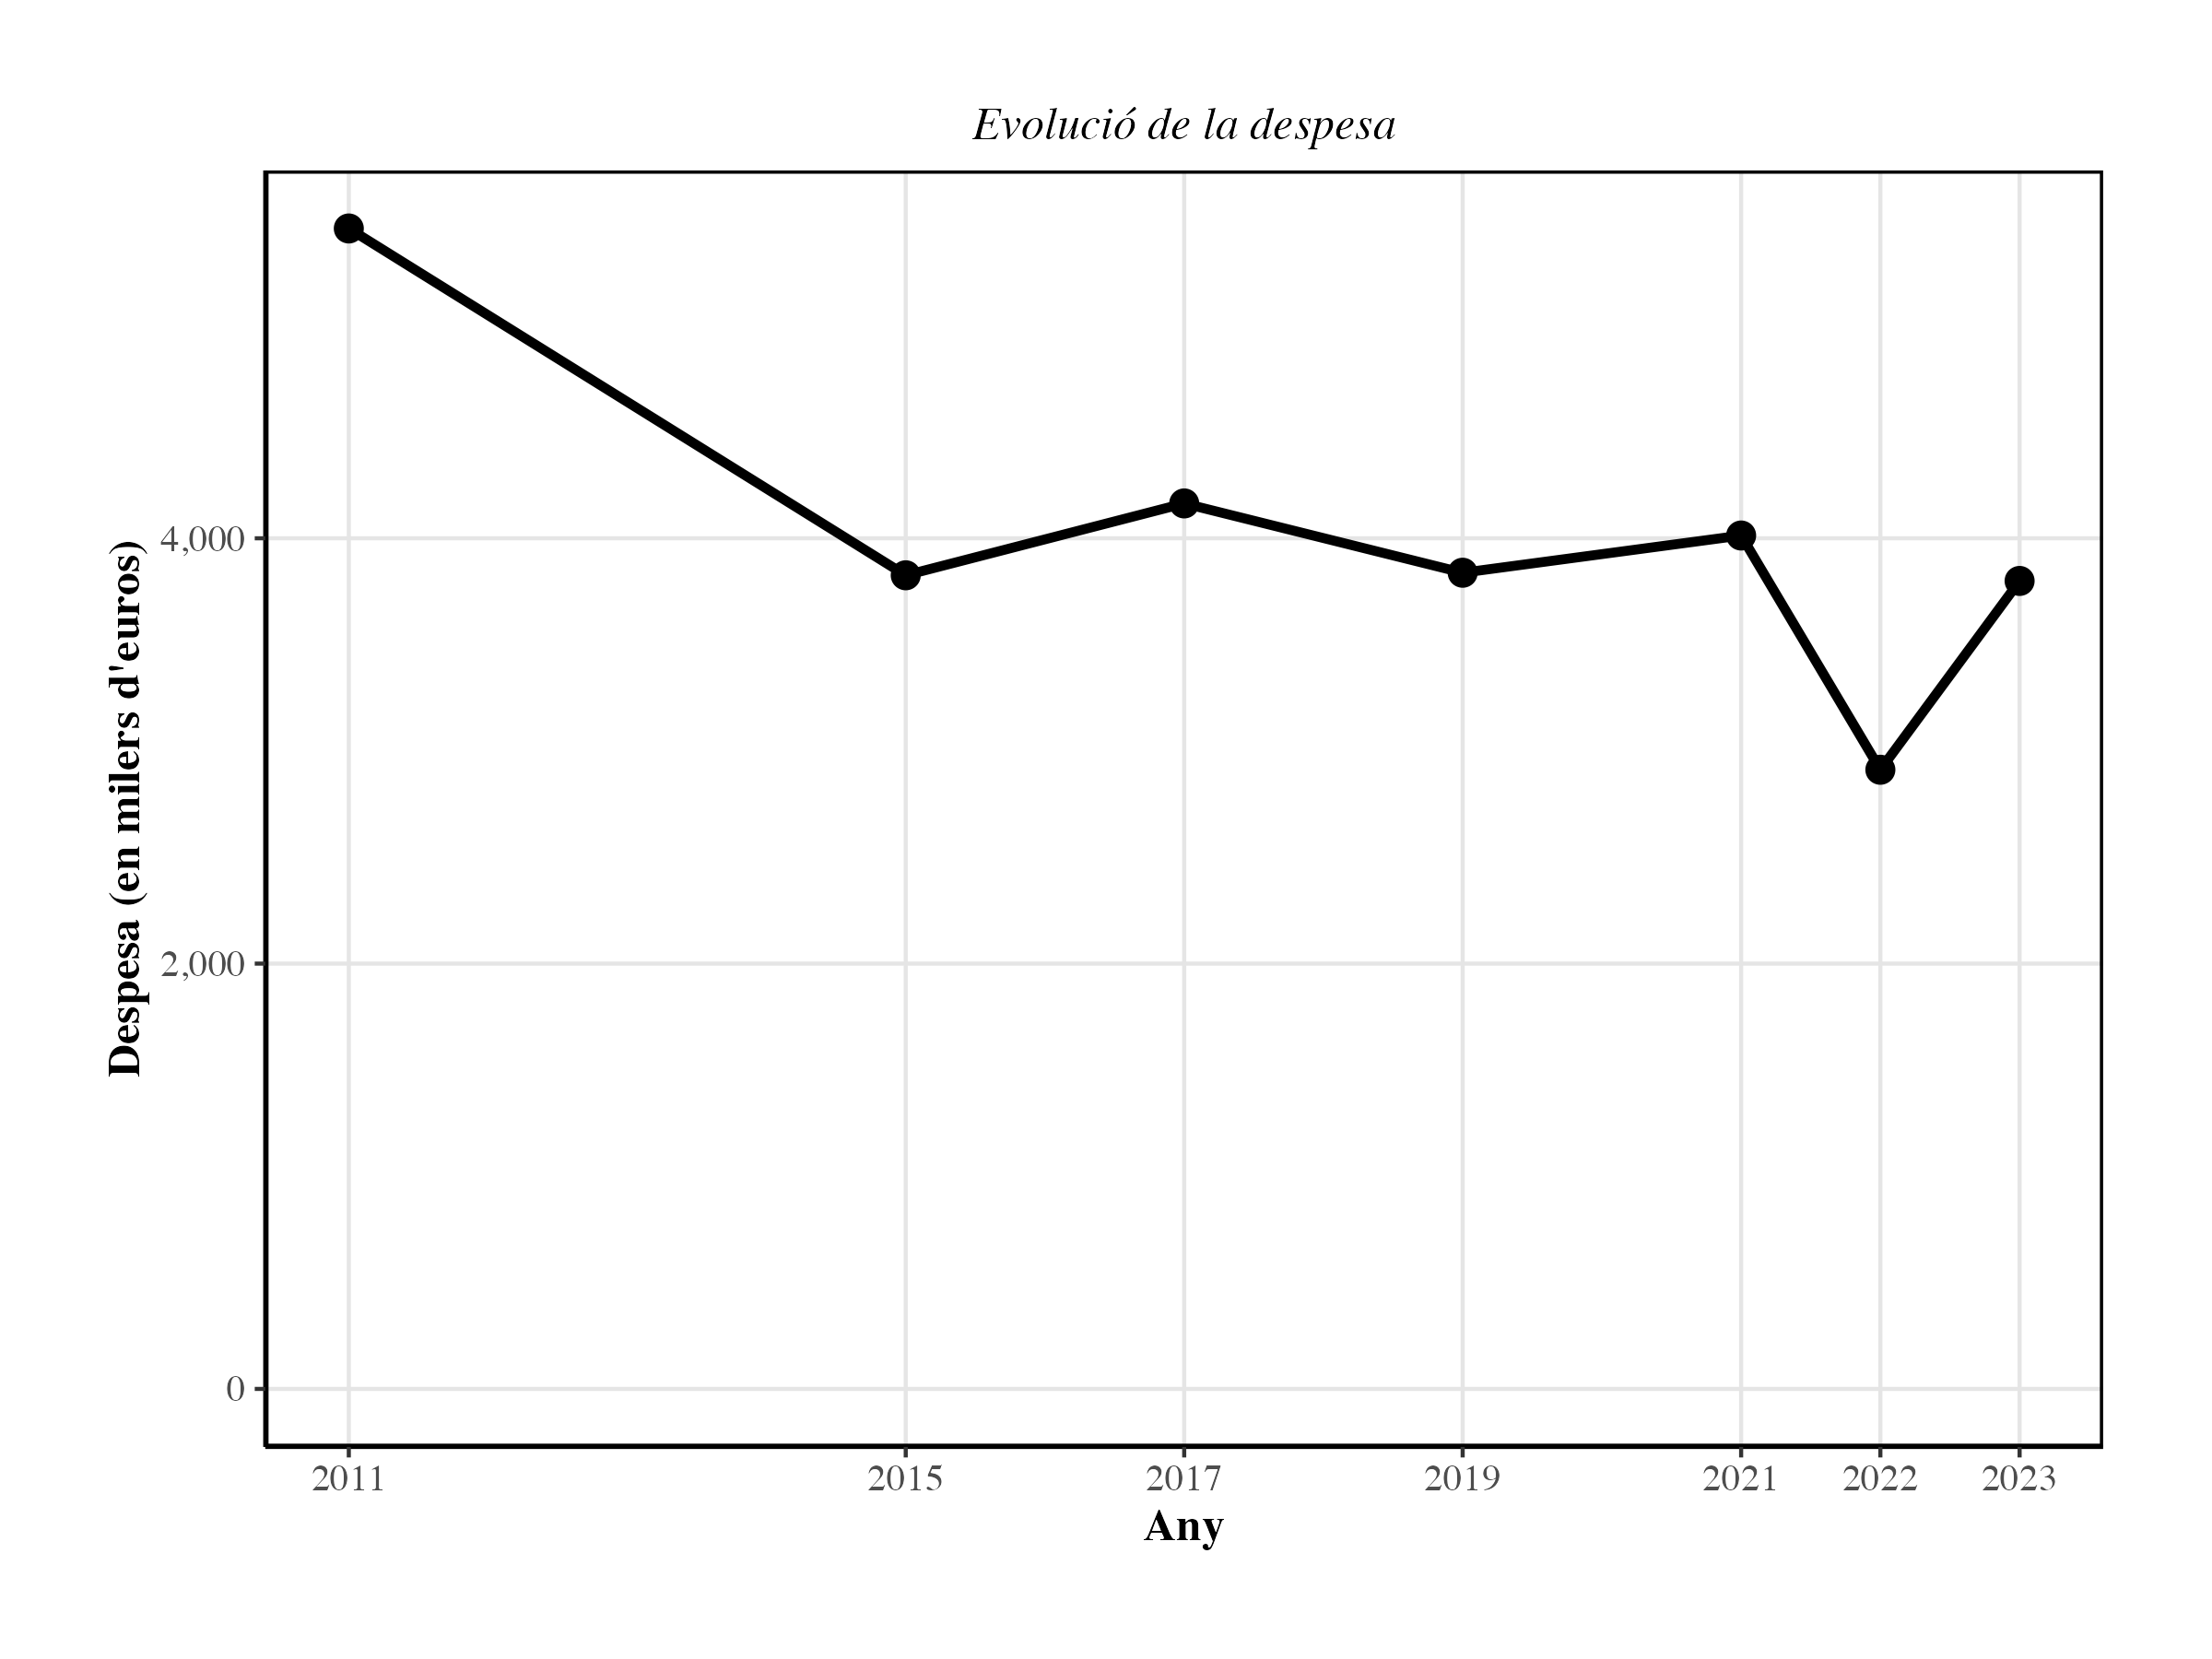 Evolució de la despesa
Despesa (en milers d'euros)
4,000
2,000
0
2011 2015 2017 2019 2021 2022 2023
Any